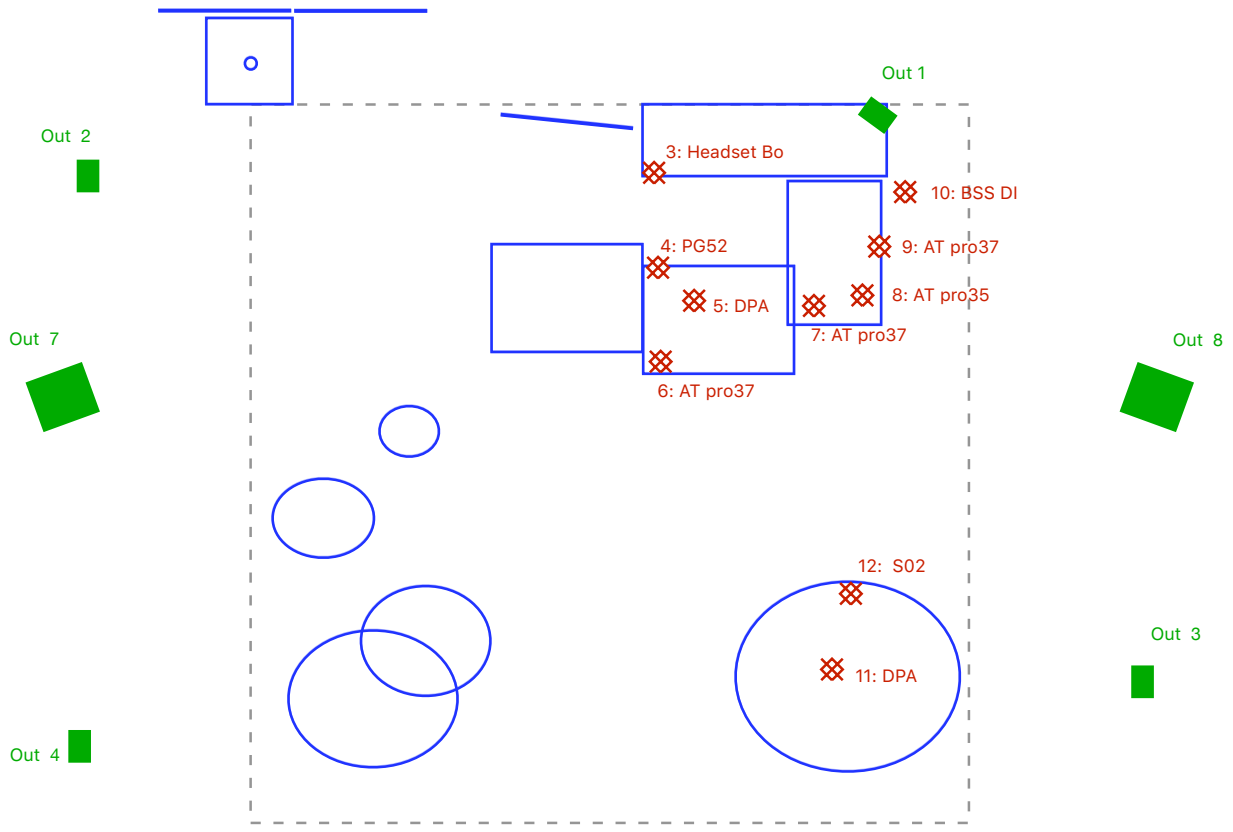 Out 1
Out 2
3: Headset Bo
10: BSS DI
4: PG52
9: AT pro37
5: DPA
8: AT pro35
7: AT pro37
Out 7
Out 8
6: AT pro37
12: S02
Out 3
11: DPA
Out 4